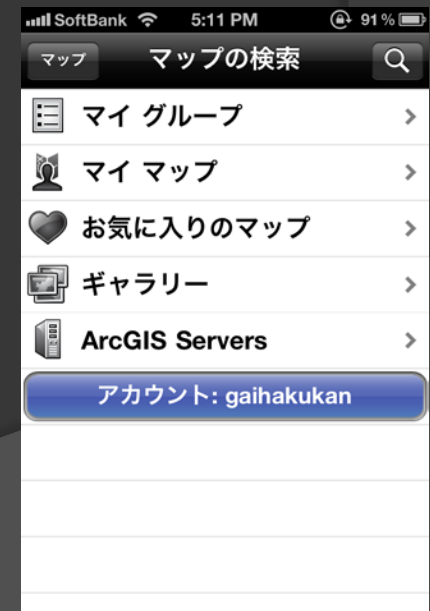 SoftBank 5:11 PM 91%
マップ マップの検索
マイ グループ
マイ マップ
お気に入りのマップ
ギャラリー
ArcGIS Servers
アカウント: gaihakukan